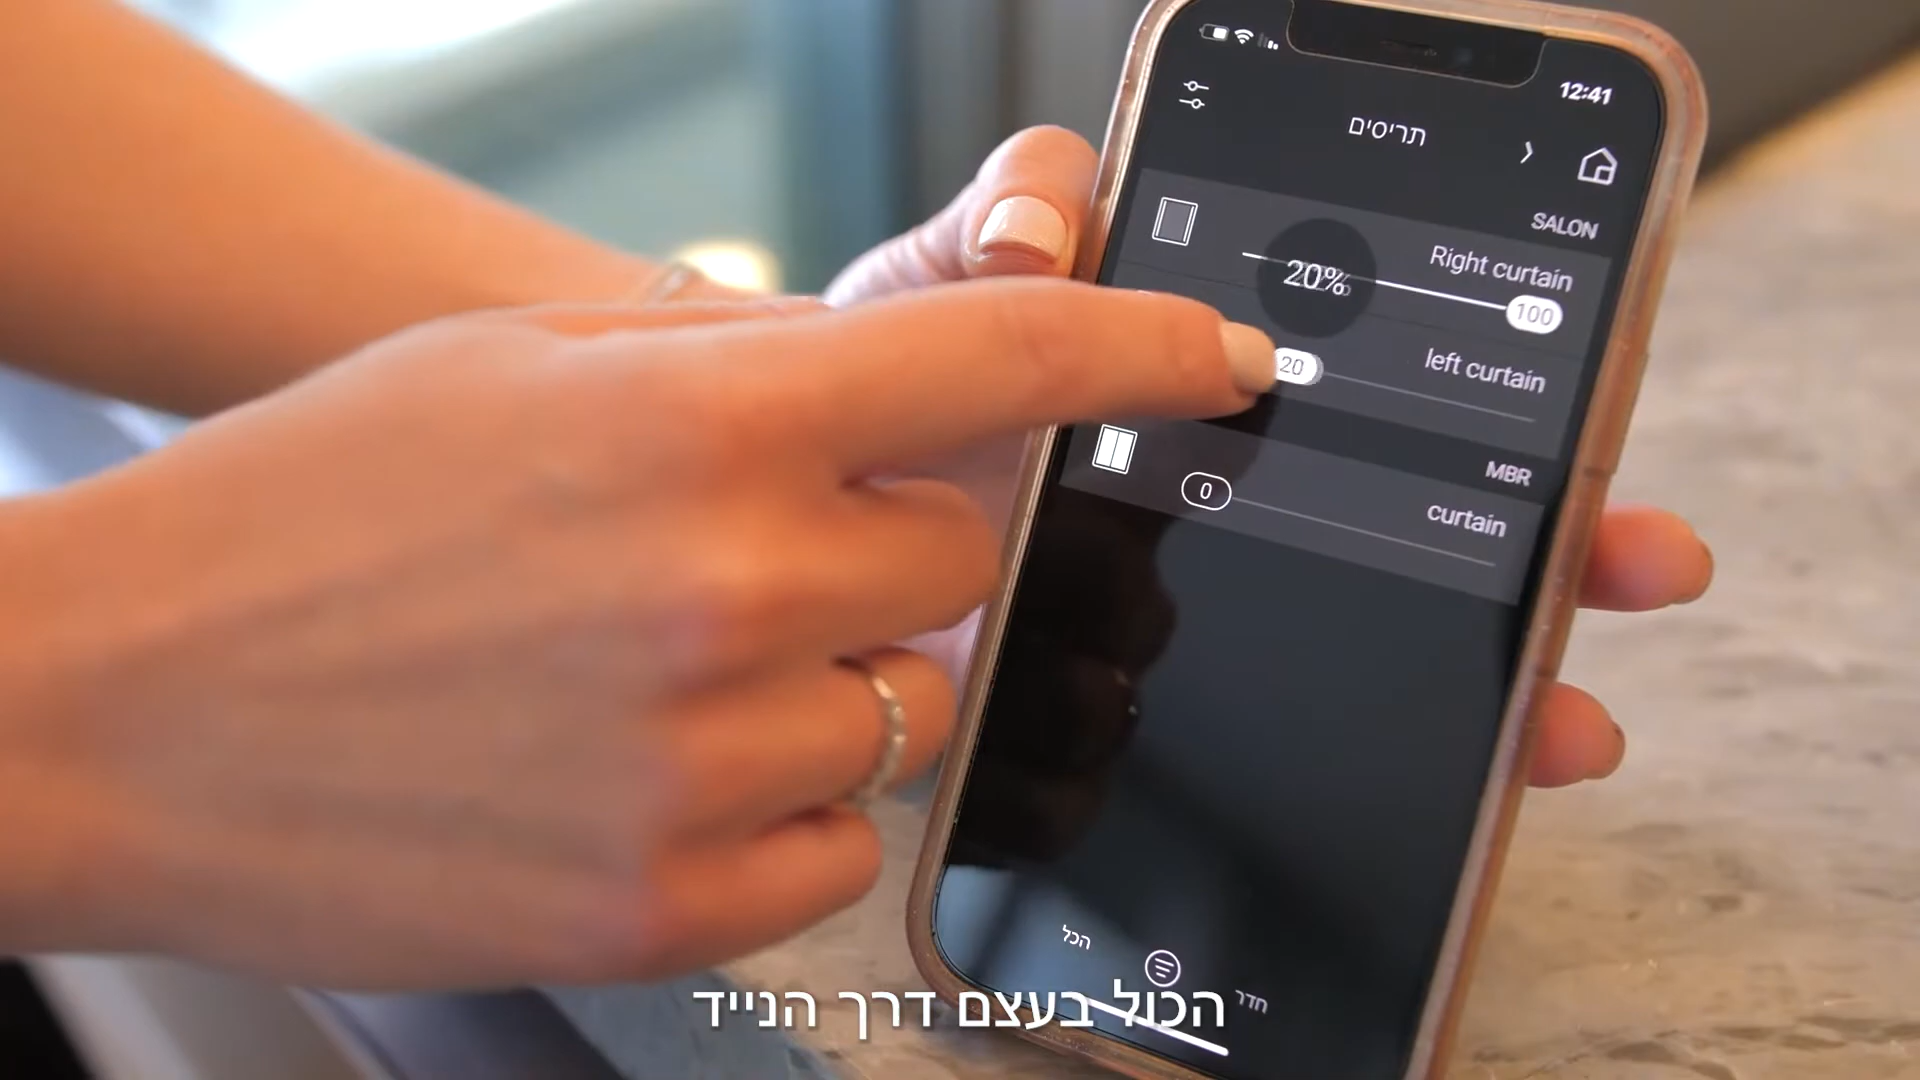 12:41
תריסים
SALON
Right curtain
20%
100
left curtain
20
MBR
curtain
0
הכל
חדר
הכול בעצם דרך הנייד